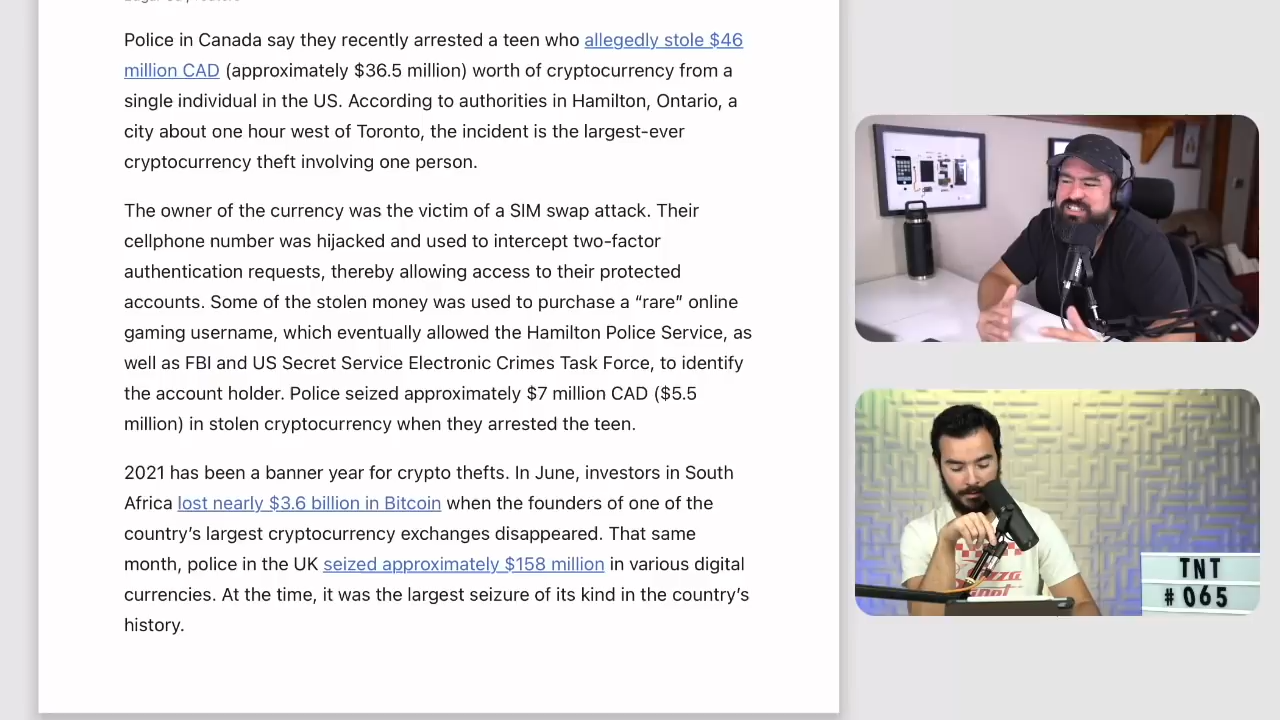 Police in Canada say they recently arrested a teen who allegedly stole $46
million CAD (approximately $36.5 million) worth of cryptocurrency from a
single individual in the US. According to authorities in Hamilton, Ontario, a
city about one hour west of Toronto, the incident is the largest-ever
cryptocurrency theft involving one person.
The owner of the currency was the victim of a SIM swap attack. Their
cellphone number was hijacked and used to intercept two-factor
authentication requests, thereby allowing access to their protected
accounts. Some of the stolen money was used to purchase a “rare” online
gaming username, which eventually allowed the Hamilton Police Service, as
well as FBI and US Secret Service Electronic Crimes Task Force, to identify
the account holder. Police seized approximately $7 million CAD ($5.5
million) in stolen cryptocurrency when they arrested the teen.
2021 has been a banner year for crypto thefts. In June, investors in South
Africa lost nearly $3.6 billion in Bitcoin when the founders of one of the
country’s largest cryptocurrency exchanges disappeared. That same
month, police in the UK seized approximately $158 million in various digital
currencies. At the time, it was the largest seizure of its kind in the country’s
history.
TNT
#065